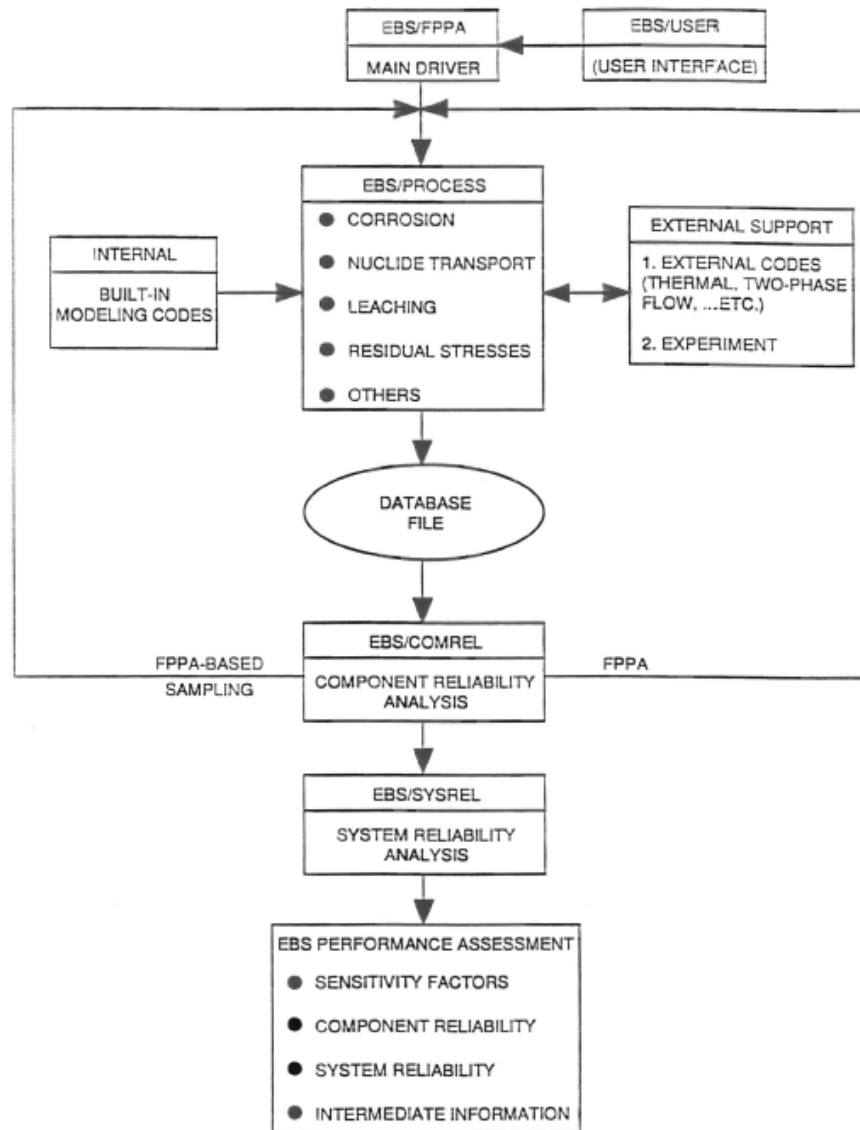 EBS/FPPA
MAIN DRIVER
EBS/USER
(USER INTERFACE)
EBS/PROCESS
● CORROSION
● NUCLIDE TRANSPORT
● LEACHING
● RESIDUAL STRESSES
● OTHERS
INTERNAL
BUILT-IN
MODELING CODES
EXTERNAL SUPPORT
1. EXTERNAL CODES
(THERMAL, TWO-PHASE
FLOW, ...ETC.)
2. EXPERIMENT
DATABASE
FILE
EBS/COMREL
COMPONENT RELIABILITY
ANALYSIS
FPPA-BASED
SAMPLING
FPPA
EBS/SYSREL
SYSTEM RELIABILITY
ANALYSIS
EBS PERFORMANCE ASSESSMENT
● SENSITIVITY FACTORS
● COMPONENT RELIABILITY
● SYSTEM RELIABILITY
● INTERMEDIATE INFORMATION